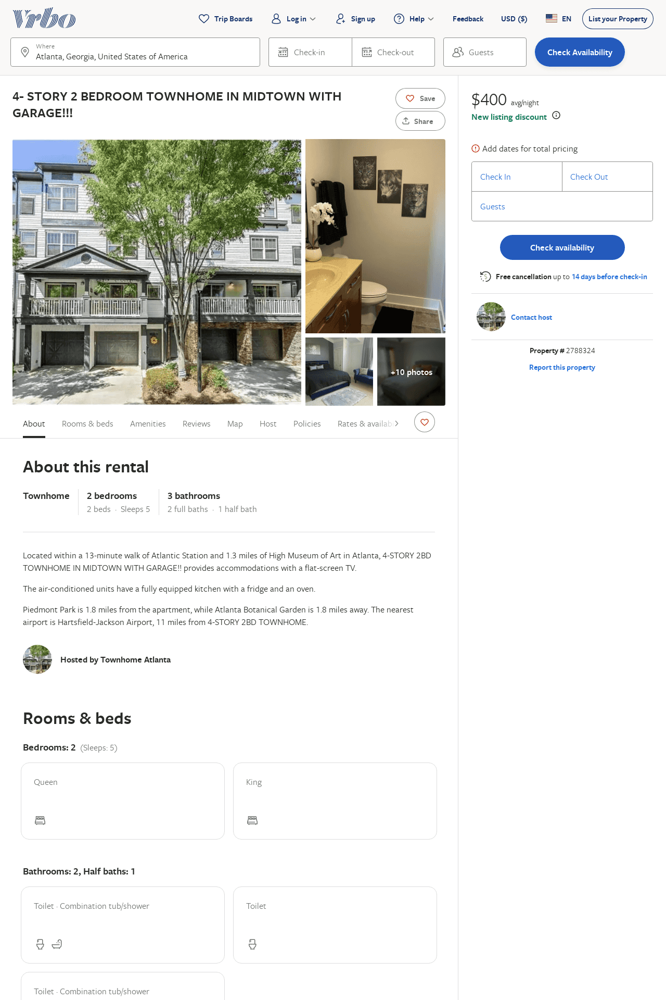 Vrbo
Trip Boards
Log in
Sign up
Help
Feedback
USD ($)
EN
List your Property
Where
Atlanta, Georgia, United States of America
Check-in
Check-out
Guests
Check Availability
4- STORY 2 BEDROOM TOWNHOME IN MIDTOWN WITH
GARAGE!!!
Save
Share
+10 photos
$400 avg/night
New listing discount
Add dates for total pricing
Check In
Check Out
Guests
Check availability
Free cancellation up to 14 days before check-in
Contact host
Property # 2788324
Report this property
About
Rooms & beds
Amenities
Reviews
Map
Host
Policies
Rates & availab
About this rental
Townhome
2 bedrooms
2 beds · Sleeps 5
3 bathrooms
2 full baths · 1 half bath
Located within a 13-minute walk of Atlantic Station and 1.3 miles of High Museum of Art in Atlanta, 4-STORY 2BD
TOWNHOME IN MIDTOWN WITH GARAGE!! provides accommodations with a flat-screen TV.
The air-conditioned units have a fully equipped kitchen with a fridge and an oven.
Piedmont Park is 1.8 miles from the apartment, while Atlanta Botanical Garden is 1.8 miles away. The nearest
airport is Hartsfield-Jackson Airport, 11 miles from 4-STORY 2BD TOWNHOME.
Hosted by Townhome Atlanta
Rooms & beds
Bedrooms: 2 (Sleeps: 5)
Queen
King
Bathrooms: 2, Half baths: 1
Toilet · Combination tub/shower
Toilet
Toilet · Combination tub/shower